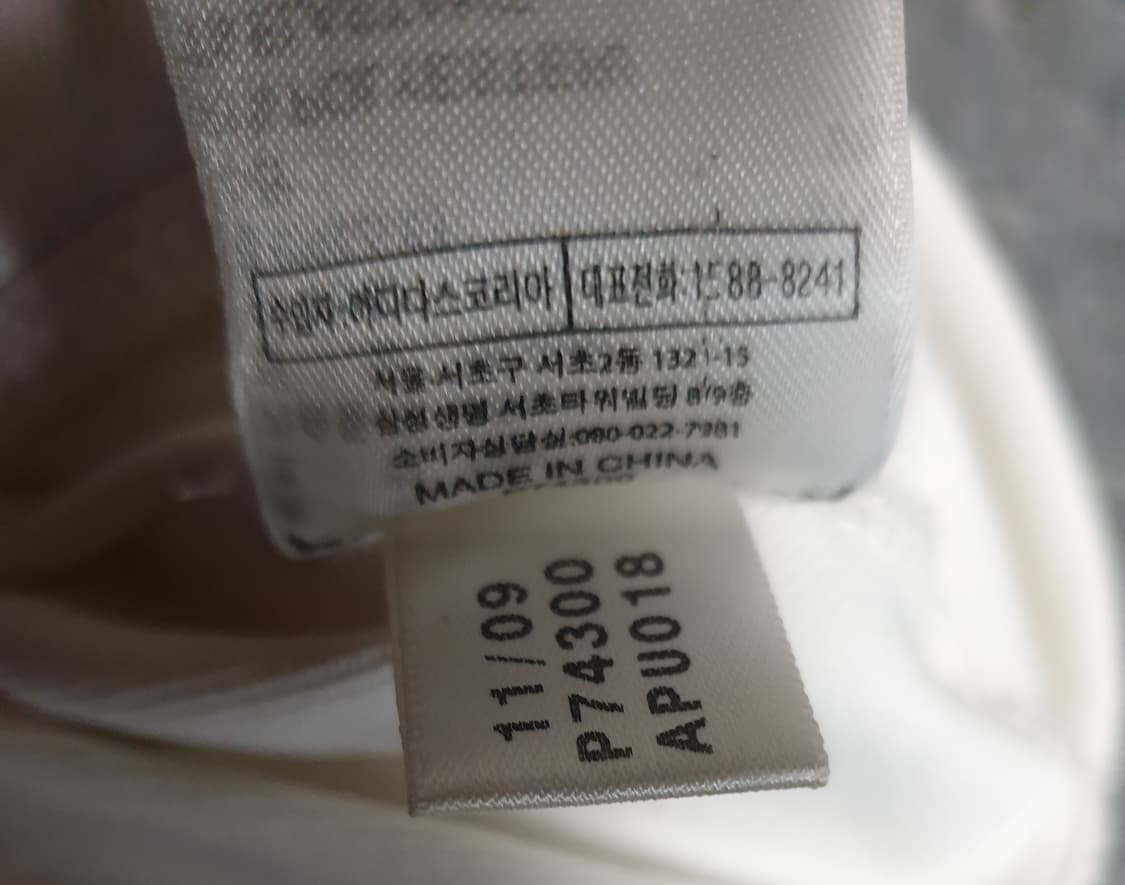 수입자:아디다스코리아 대표전화:1588-8241
서울 서초구 서초2동 1321-15
삼성생명 서초타워빌딩 8/9층
소비자상담실:080-022-7981
MADE IN CHINA
11/09
P74300
APU018